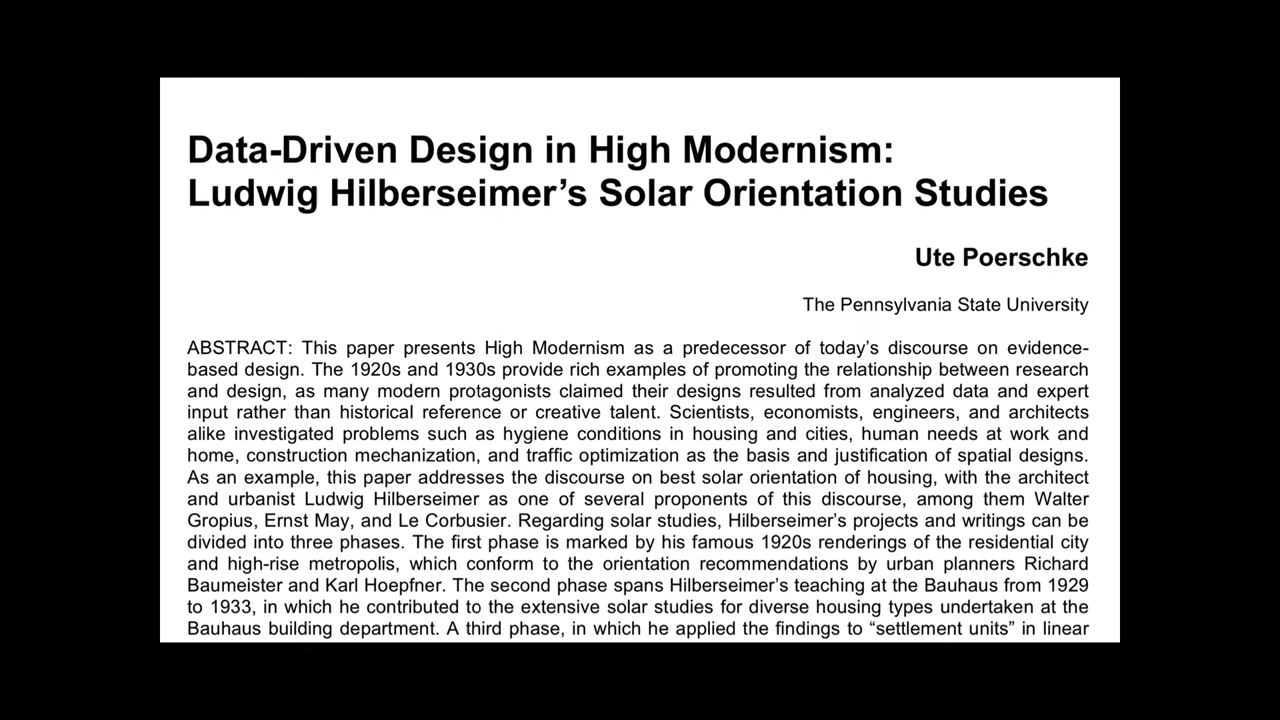 Data-Driven Design in High Modernism:
Ludwig Hilberseimer’s Solar Orientation Studies
Ute Poerschke
The Pennsylvania State University
ABSTRACT: This paper presents High Modernism as a predecessor of today’s discourse on evidence-
based design. The 1920s and 1930s provide rich examples of promoting the relationship between research
and design, as many modern protagonists claimed their designs resulted from analyzed data and expert
input rather than historical reference or creative talent. Scientists, economists, engineers, and architects
alike investigated problems such as hygiene conditions in housing and cities, human needs at work and
home, construction mechanization, and traffic optimization as the basis and justification of spatial designs.
As an example, this paper addresses the discourse on best solar orientation of housing, with the architect
and urbanist Ludwig Hilberseimer as one of several proponents of this discourse, among them Walter
Gropius, Ernst May, and Le Corbusier. Regarding solar studies, Hilberseimer’s projects and writings can be
divided into three phases. The first phase is marked by his famous 1920s renderings of the residential city
and high-rise metropolis, which conform to the orientation recommendations by urban planners Richard
Baumeister and Karl Hoepfner. The second phase spans Hilberseimer’s teaching at the Bauhaus from 1929
to 1933, in which he contributed to the extensive solar studies for diverse housing types undertaken at the
Bauhaus building department. A third phase, in which he applied the findings to “settlement units” in linear